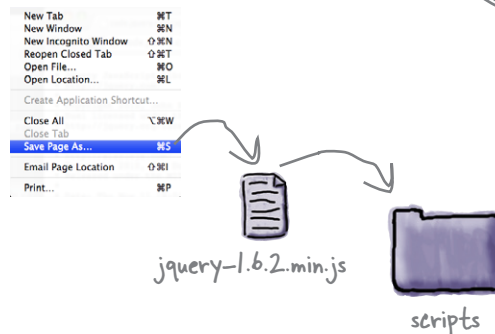 New Tab ⌘T
New Window ⌘N
New Incognito Window ⇧⌘N
Reopen Closed Tab ⇧⌘T
Open File... ⌘O
Open Location... ⌘L
Create Application Shortcut...
Close All ⌥⌘W
Close Tab
Save Page As... ⌘S
Email Page Location ⇧⌘I
Print... ⌘P
jquery-1.6.2.min.js
scripts